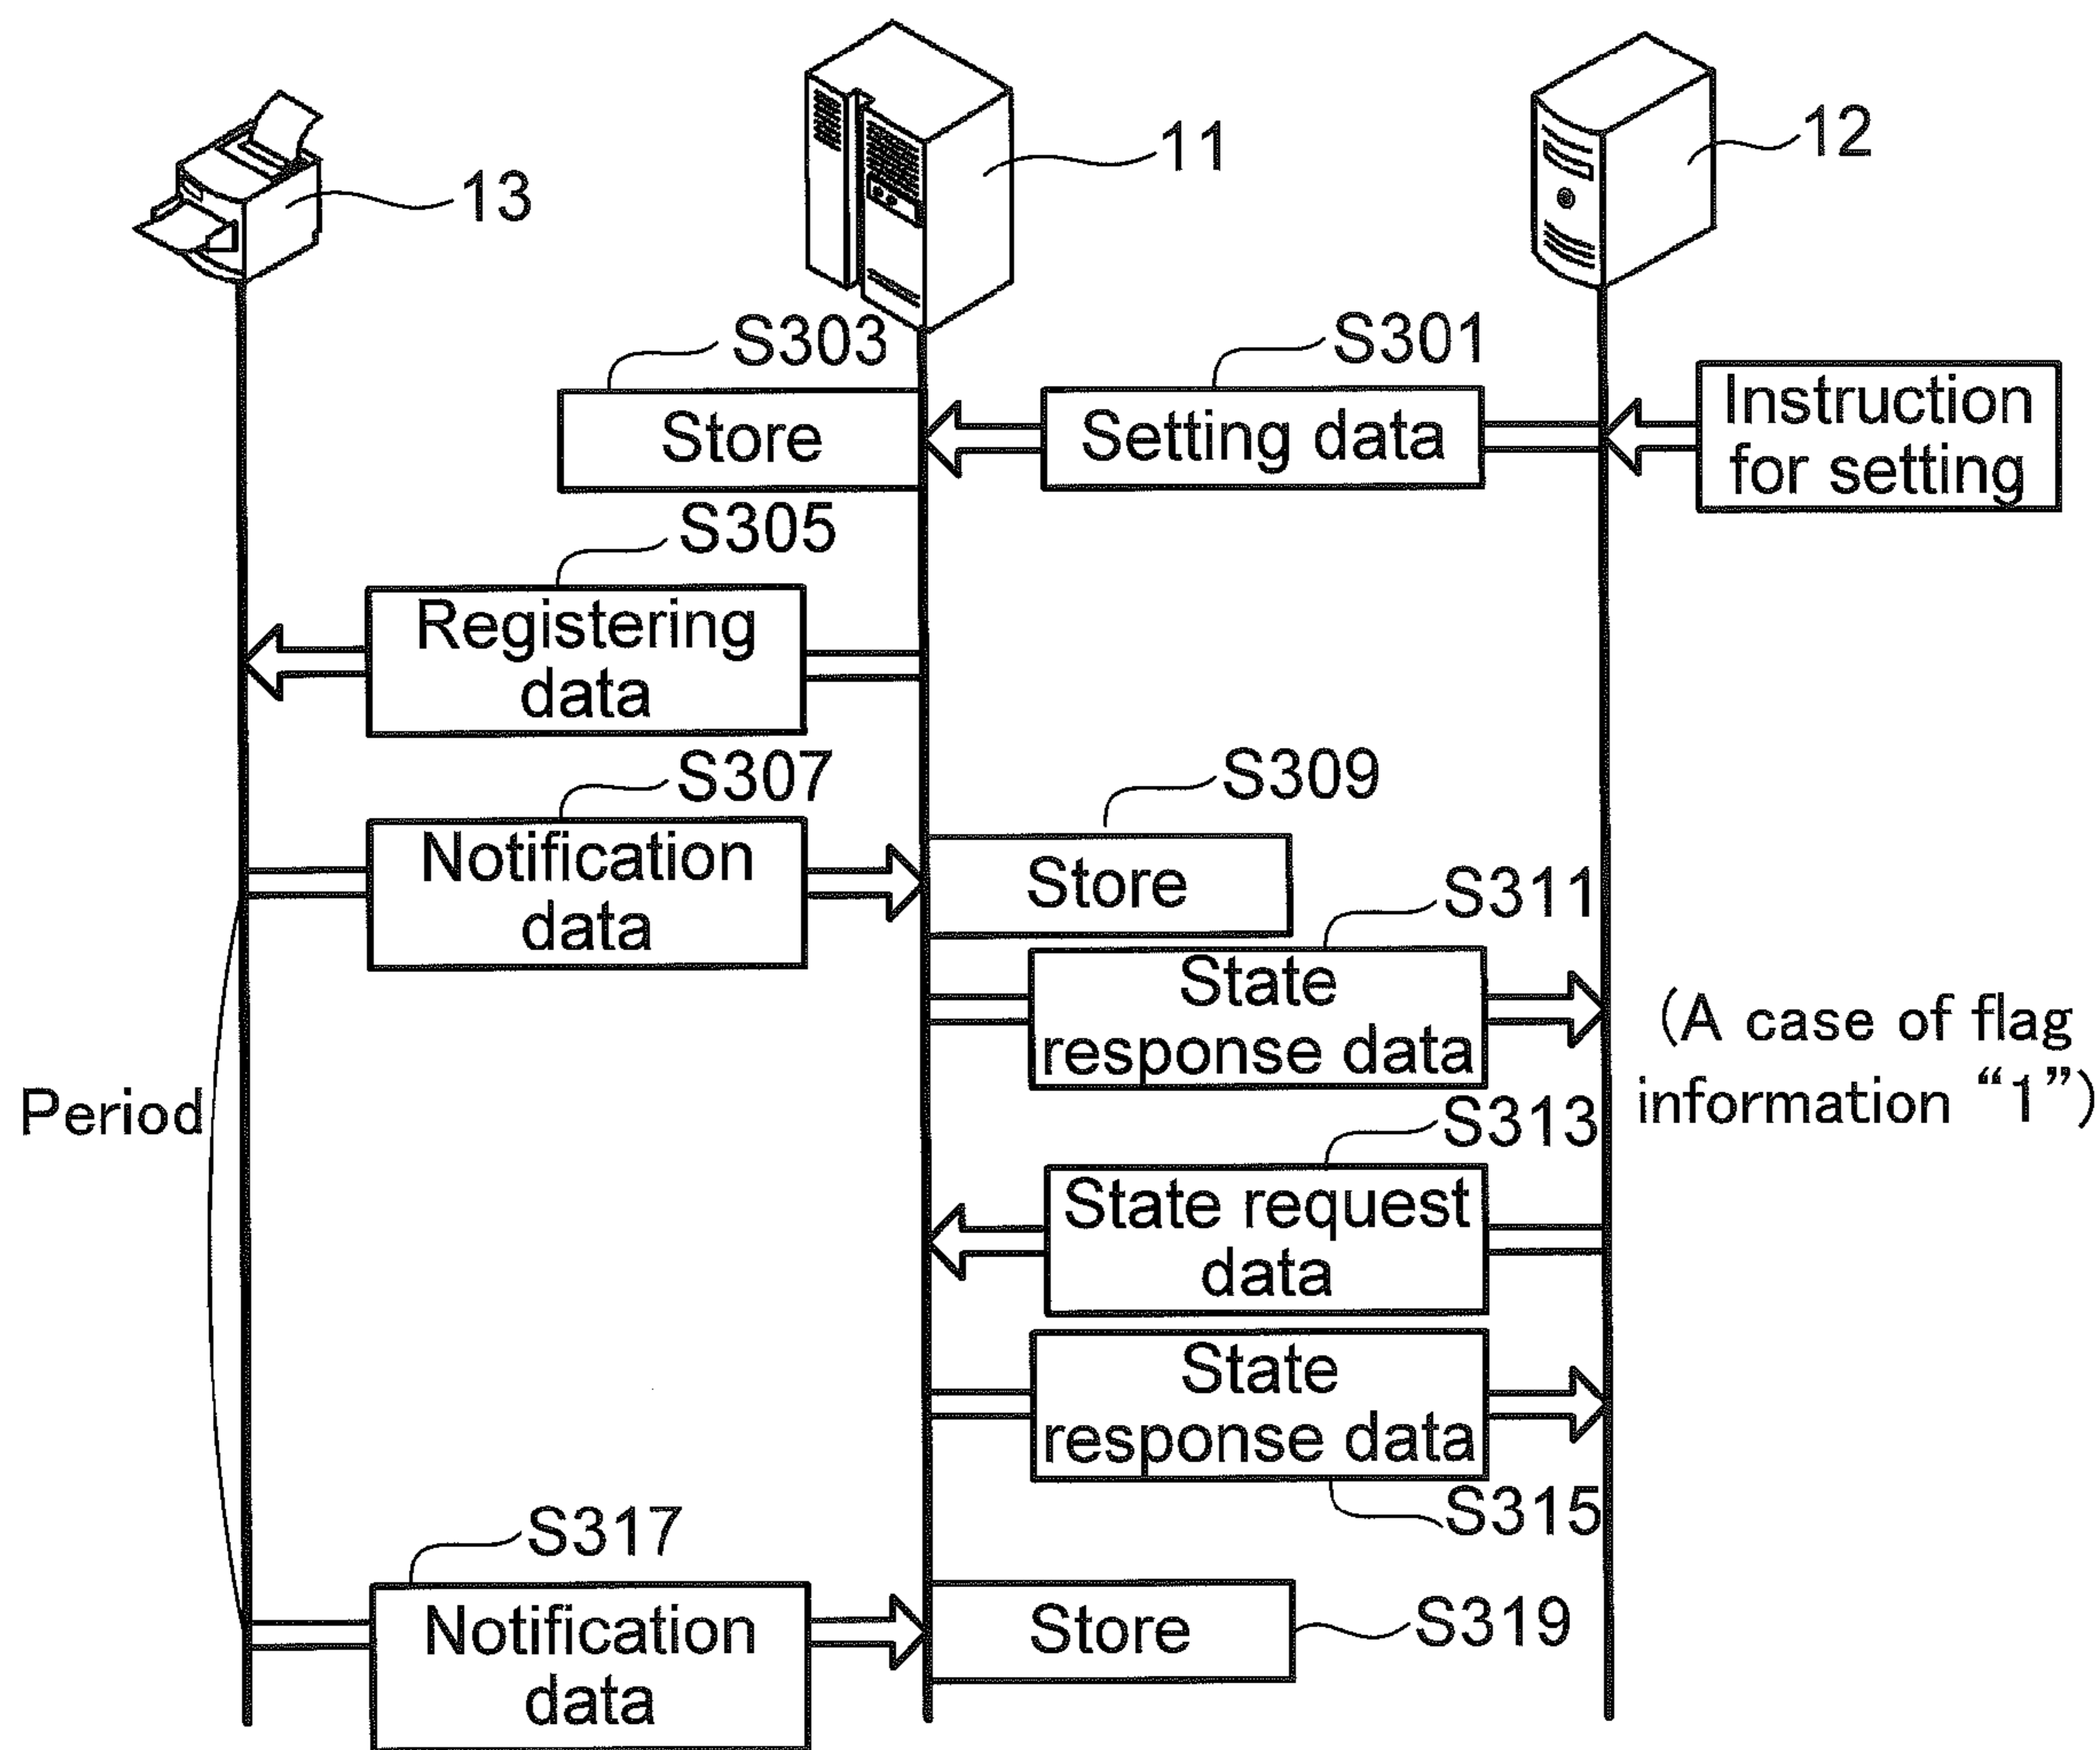 13
11
12
S303
S301
Store
Setting data
Instruction
for setting
S305
Registering
data
S307
S309
Notification
data
Store
S311
State
response data
(A case of flag
information “1”)
Period
S313
State request
data
State
response data
S315
S317
Notification
data
Store
S319